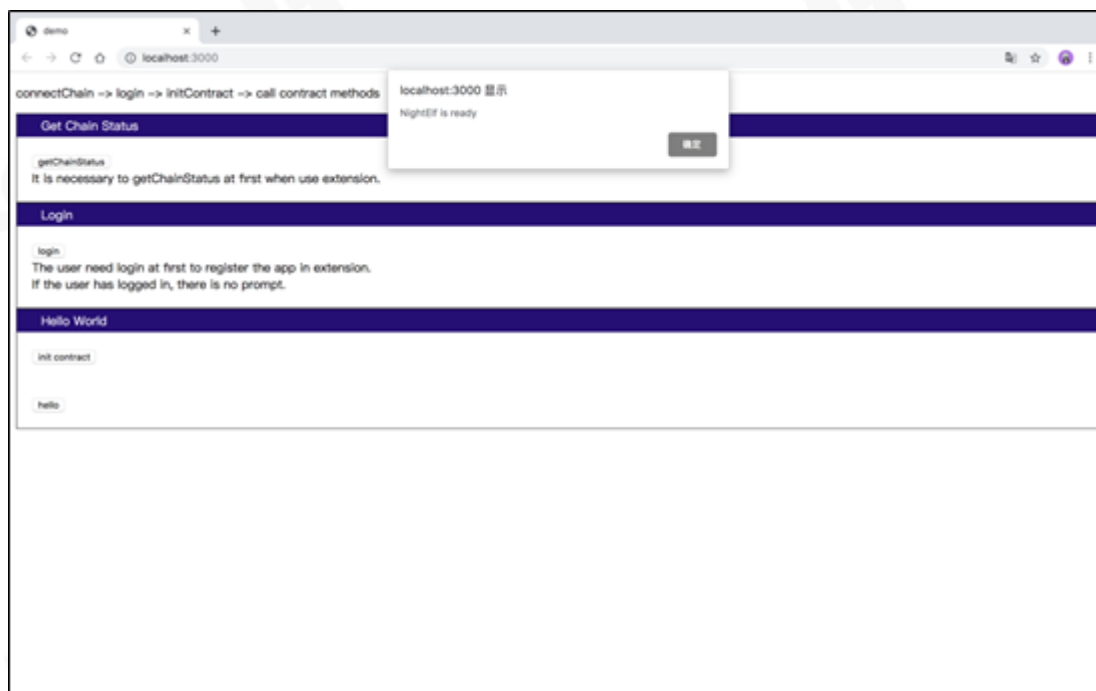 demo
localhost:3000
localhost:3000 显示
NightElf is ready
确定
connectChain -> login -> initContract -> call contract methods
Get Chain Status
getChainStatus
It is necessary to getChainStatus at first when use extension.
Login
login
The user need login at first to register the app in extension.
If the user has logged in, there is no prompt.
Hello World
init contract
hello